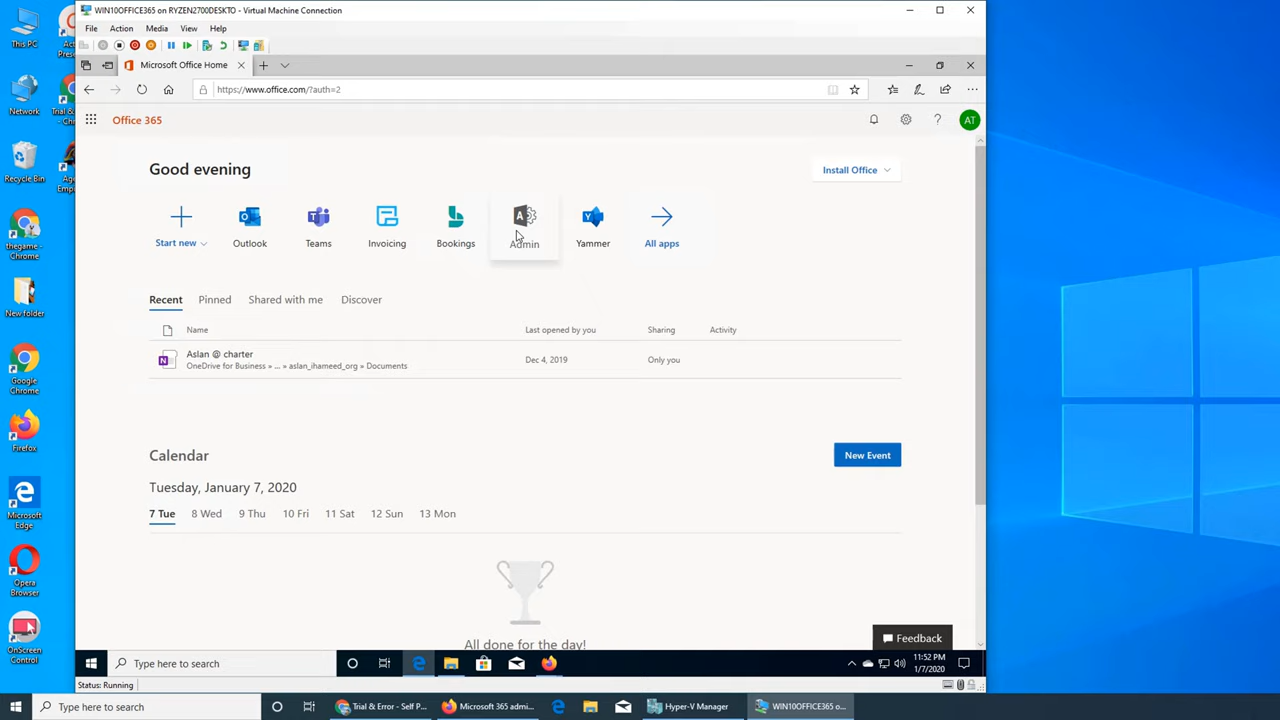 This PC
Network
Recycle Bin
thegame - Chrome
New folder
Google Chrome
Firefox
Microsoft Edge
Opera Browser
OnScreen Control
WIN10OFFICE365 on RYZEN2700DESKTO - Virtual Machine Connection
File Action Media View Help
Microsoft Office Home
https://www.office.com/?auth=2
Office 365
AT
Good evening
Install Office
Start new
Outlook
Teams
Invoicing
Bookings
Admin
Yammer
All apps
Recent Pinned Shared with me Discover
Name Last opened by you Sharing Activity
Aslan @ charter
OneDrive for Business » ... » aslan_ihameed_org » Documents
Dec 4, 2019 Only you
Calendar
New Event
Tuesday, January 7, 2020
7 Tue 8 Wed 9 Thu 10 Fri 11 Sat 12 Sun 13 Mon
All done for the day!
Feedback
Type here to search
11:52 PM
1/7/2020
Status: Running
Type here to search
Trial & Error - Self P...
Microsoft 365 admi...
Hyper-V Manager
WIN10OFFICE365 o...